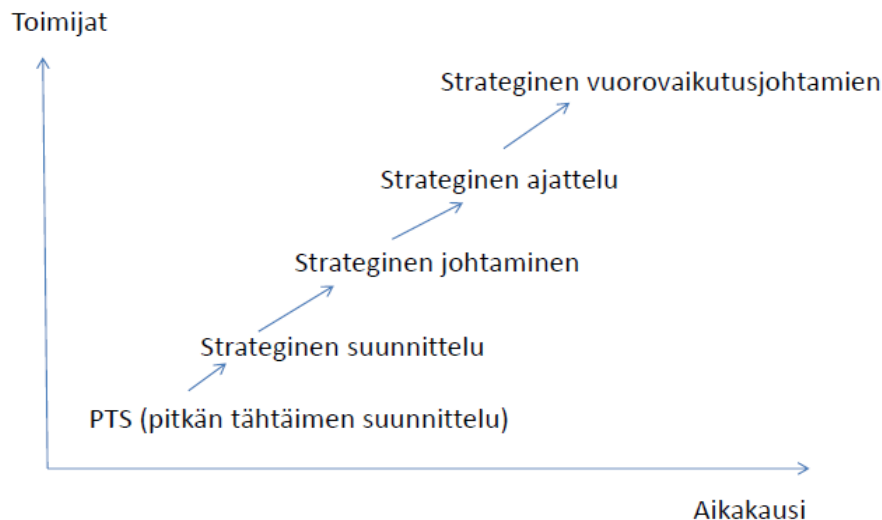 Toimijat
Strateginen vuorovaikutusjohtamien
Strateginen ajattelu
Strateginen johtaminen
Strateginen suunnittelu
PTS (pitkän tähtäimen suunnittelu)
Aikakausi